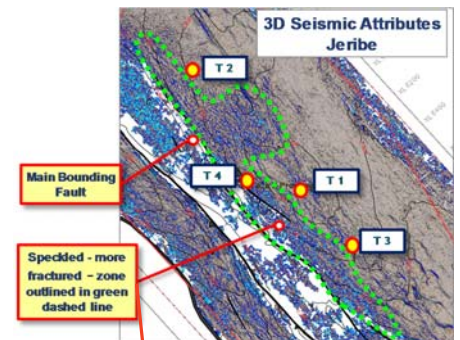 3D Seismic Attributes
Jeribe
T 2
Main Bounding
Fault
T 4
T 1
T 3
Speckled - more
fractured – zone
outlined in green
dashed line